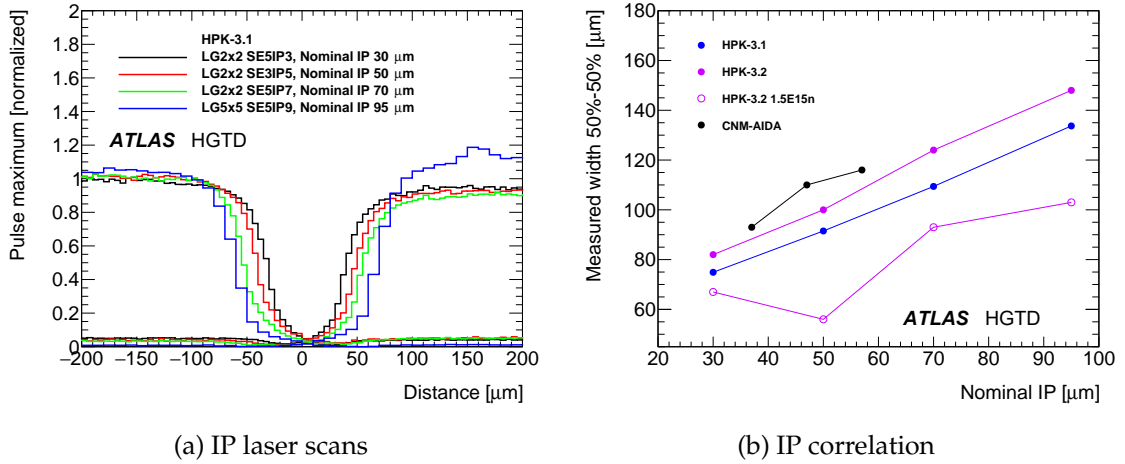 2
1.8
1.6
1.4
1.2
1
0.8
0.6
0.4
0.2
0
Pulse maximum [normalized]
HPK-3.1
LG2x2 SE5IP3, Nominal IP 30 μm
LG2x2 SE3IP5, Nominal IP 50 μm
LG2x2 SE5IP7, Nominal IP 70 μm
LG5x5 SE5IP9, Nominal IP 95 μm
ATLAS HGTD
−200 −150 −100 −50 0 50 100 150 200
Distance [μm]
(a) IP laser scans
180
160
140
120
100
80
60
Measured width 50%-50% [μm]
HPK-3.1
HPK-3.2
HPK-3.2 1.5E15n
CNM-AIDA
ATLAS HGTD
20 30 40 50 60 70 80 90 100
Nominal IP [μm]
(b) IP correlation